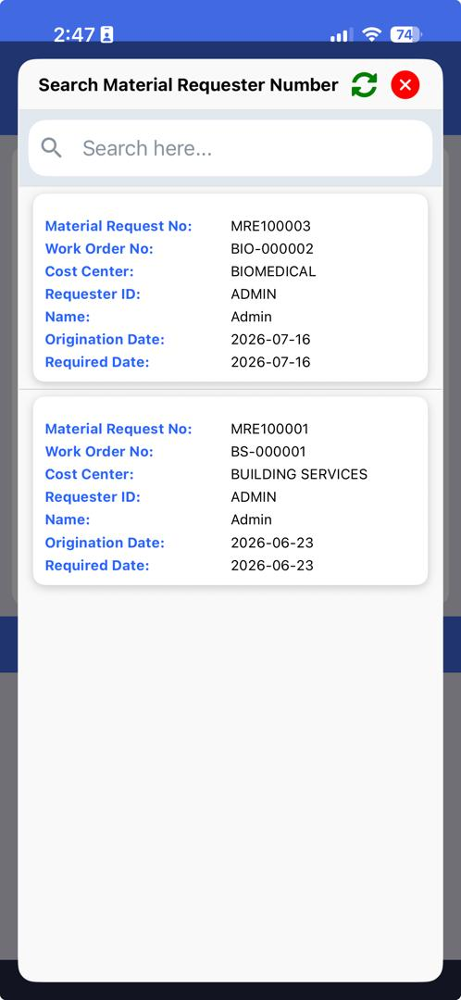 2:47
74
Search Material Requester Number
Search here...
Material Request No: MRE100003
Work Order No: BIO-000002
Cost Center: BIOMEDICAL
Requester ID: ADMIN
Name: Admin
Origination Date: 2026-07-16
Required Date: 2026-07-16
Material Request No: MRE100001
Work Order No: BS-000001
Cost Center: BUILDING SERVICES
Requester ID: ADMIN
Name: Admin
Origination Date: 2026-06-23
Required Date: 2026-06-23